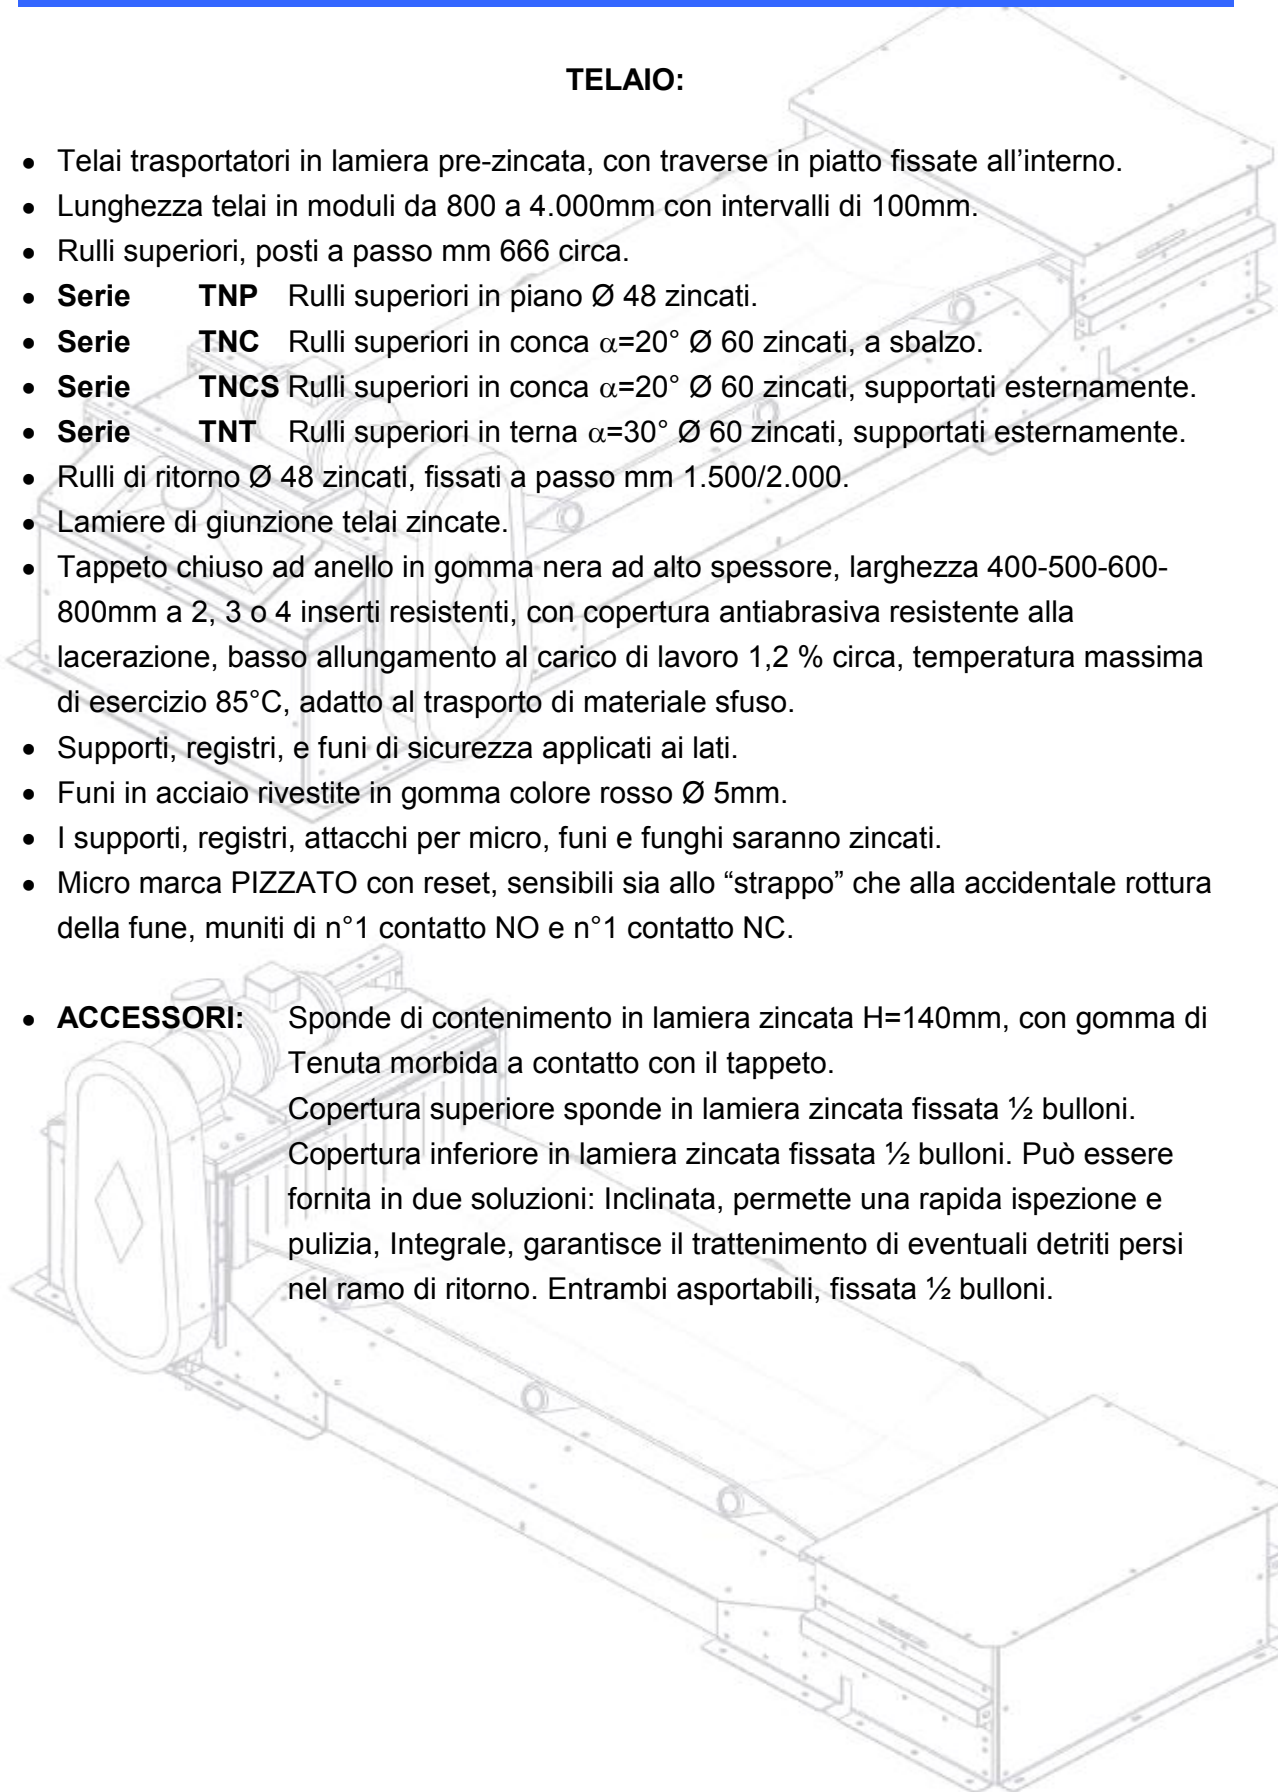 TELAIO:
• Telai trasportatori in lamiera pre-zincata, con traverse in piatto fissate all’interno.
• Lunghezza telai in moduli da 800 a 4.000mm con intervalli di 100mm.
• Rulli superiori, posti a passo mm 666 circa.
• Serie TNP Rulli superiori in piano Ø 48 zincati.
• Serie TNC Rulli superiori in conca α=20° Ø 60 zincati, a sbalzo.
• Serie TNCS Rulli superiori in conca α=20° Ø 60 zincati, supportati esternamente.
• Serie TNT Rulli superiori in terna α=30° Ø 60 zincati, supportati esternamente.
• Rulli di ritorno Ø 48 zincati, fissati a passo mm 1.500/2.000.
• Lamiere di giunzione telai zincate.
• Tappeto chiuso ad anello in gomma nera ad alto spessore, larghezza 400-500-600-
800mm a 2, 3 o 4 inserti resistenti, con copertura antiabrasiva resistente alla
lacerazione, basso allungamento al carico di lavoro 1,2 % circa, temperatura massima
di esercizio 85°C, adatto al trasporto di materiale sfuso.
• Supporti, registri, e funi di sicurezza applicati ai lati.
• Funi in acciaio rivestite in gomma colore rosso Ø 5mm.
• I supporti, registri, attacchi per micro, funi e funghi saranno zincati.
• Micro marca PIZZATO con reset, sensibili sia allo “strappo” che alla accidentale rottura
della fune, muniti di n°1 contatto NO e n°1 contatto NC.
• ACCESSORI: Sponde di contenimento in lamiera zincata H=140mm, con gomma di
Tenuta morbida a contatto con il tappeto.
Copertura superiore sponde in lamiera zincata fissata ½ bulloni.
Copertura inferiore in lamiera zincata fissata ½ bulloni. Può essere
fornita in due soluzioni: Inclinata, permette una rapida ispezione e
pulizia, Integrale, garantisce il trattenimento di eventuali detriti persi
nel ramo di ritorno. Entrambi asportabili, fissata ½ bulloni.